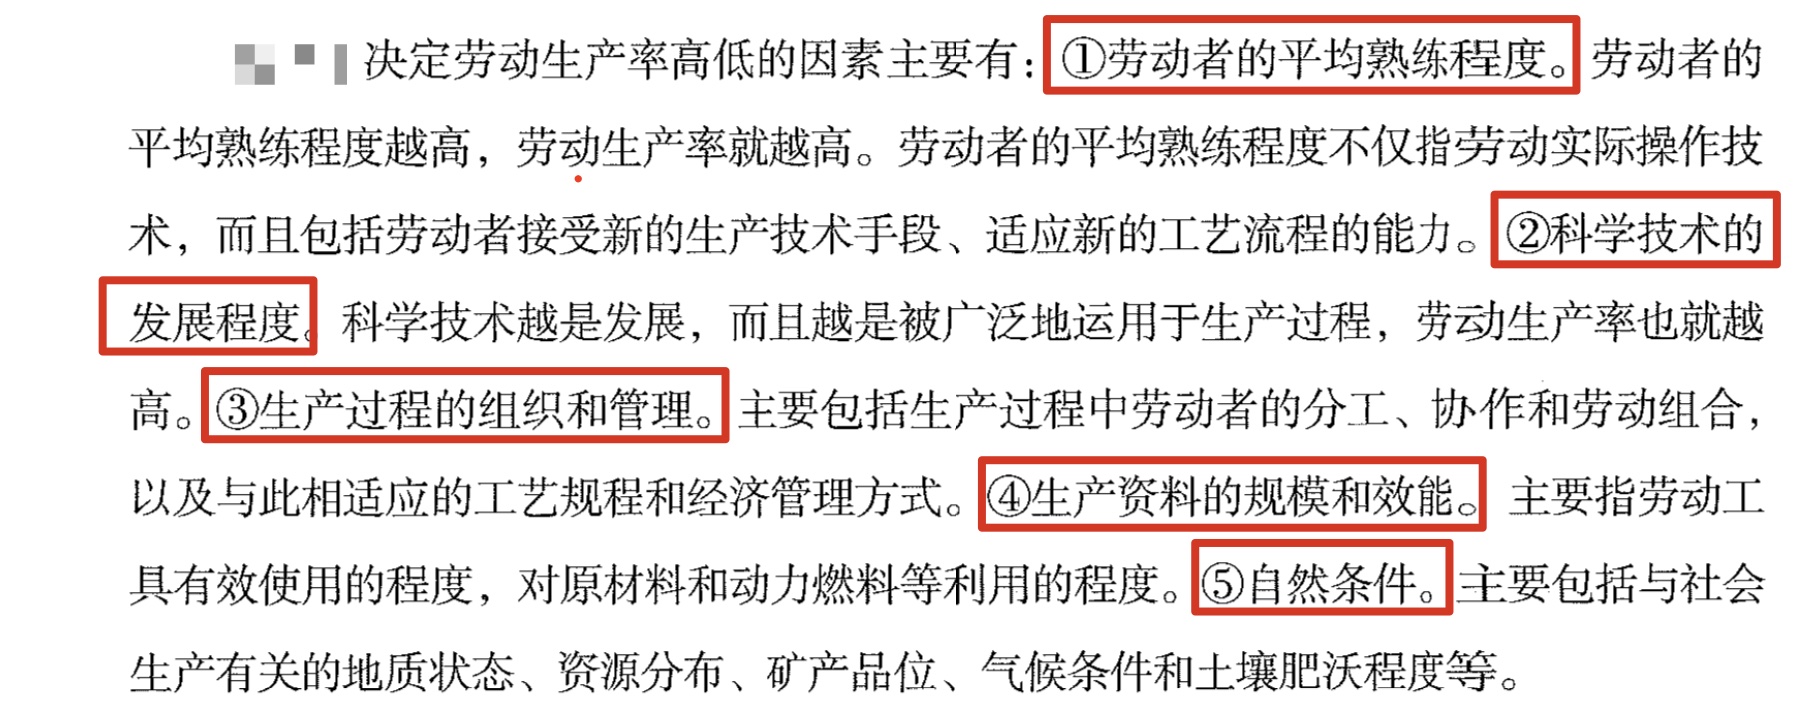 决定劳动生产率高低的因素主要有：①劳动者的平均熟练程度。劳动者的
平均熟练程度越高，劳动生产率就越高。劳动者的平均熟练程度不仅指劳动实际操作技
术，而且包括劳动者接受新的生产技术手段、适应新的工艺流程的能力。②科学技术的
发展程度。科学技术越是发展，而且越是被广泛地运用于生产过程，劳动生产率也就越
高。③生产过程的组织和管理。主要包括生产过程中劳动者的分工、协作和劳动组合，
以及与此相适应的工艺规程和经济管理方式。④生产资料的规模和效能。主要指劳动工
具有效使用的程度，对原材料和动力燃料等利用的程度。⑤自然条件。主要包括与社会
生产有关的地质状态、资源分布、矿产品位、气候条件和土壤肥沃程度等。